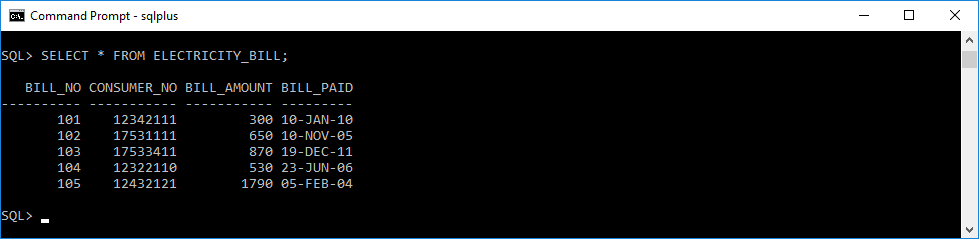 Command Prompt - sqlplus
SQL> SELECT * FROM ELECTRICITY_BILL;
   BILL_NO CONSUMER_NO BILL_AMOUNT BILL_PAID
---------- ----------- ----------- ---------
       101    12342111         300 10-JAN-10
       102    17531111         650 10-NOV-05
       103    17533411         870 19-DEC-11
       104    12322110         530 23-JUN-06
       105    12432121        1790 05-FEB-04
SQL>